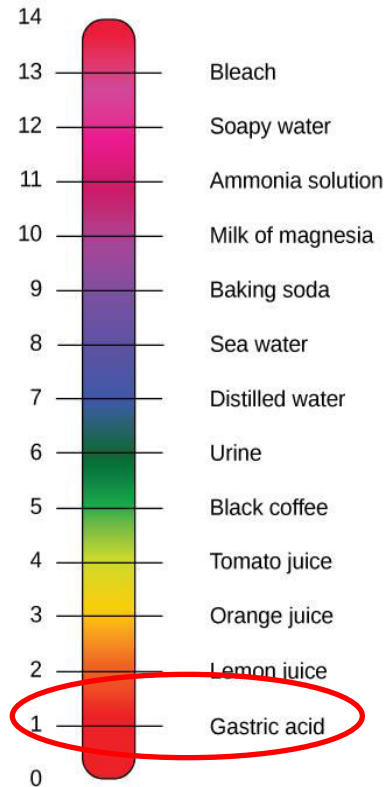 14
13 Bleach
12 Soapy water
11 Ammonia solution
10 Milk of magnesia
9 Baking soda
8 Sea water
7 Distilled water
6 Urine
5 Black coffee
4 Tomato juice
3 Orange juice
2 Lemon juice
1 Gastric acid
0